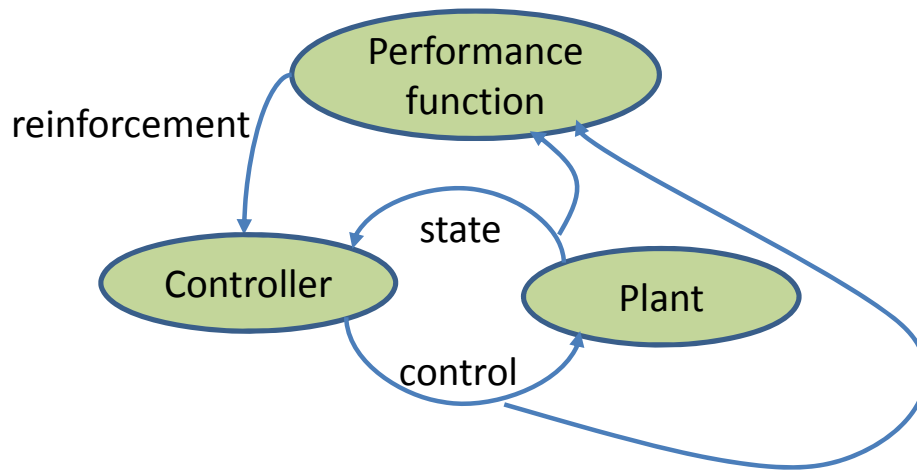 Performance
function
reinforcement
state
Controller
Plant
control